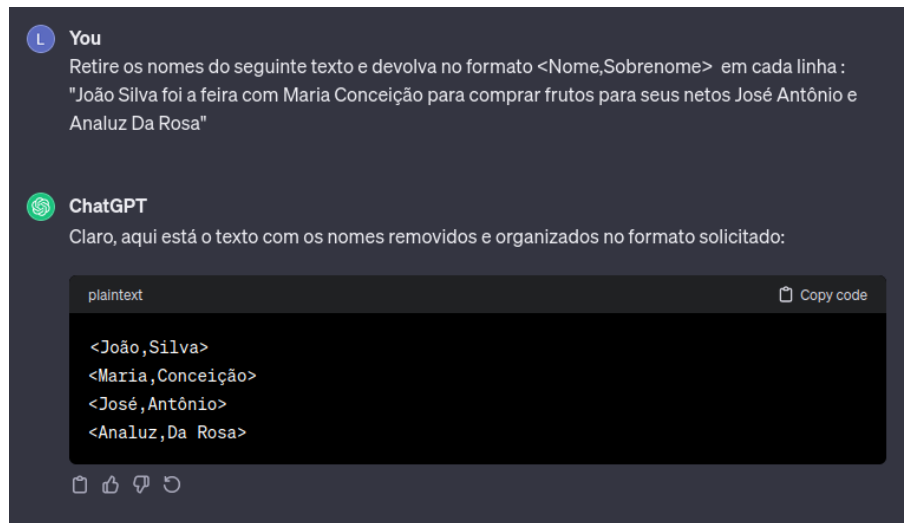 L
You
Retire os nomes do seguinte texto e devolva no formato <Nome,Sobrenome> em cada linha :
"João Silva foi a feira com Maria Conceição para comprar frutos para seus netos José Antônio e
Analuz Da Rosa"
ChatGPT
Claro, aqui está o texto com os nomes removidos e organizados no formato solicitado:
plaintext
Copy code
<João,Silva>
<Maria,Conceição>
<José,Antônio>
<Analuz,Da Rosa>